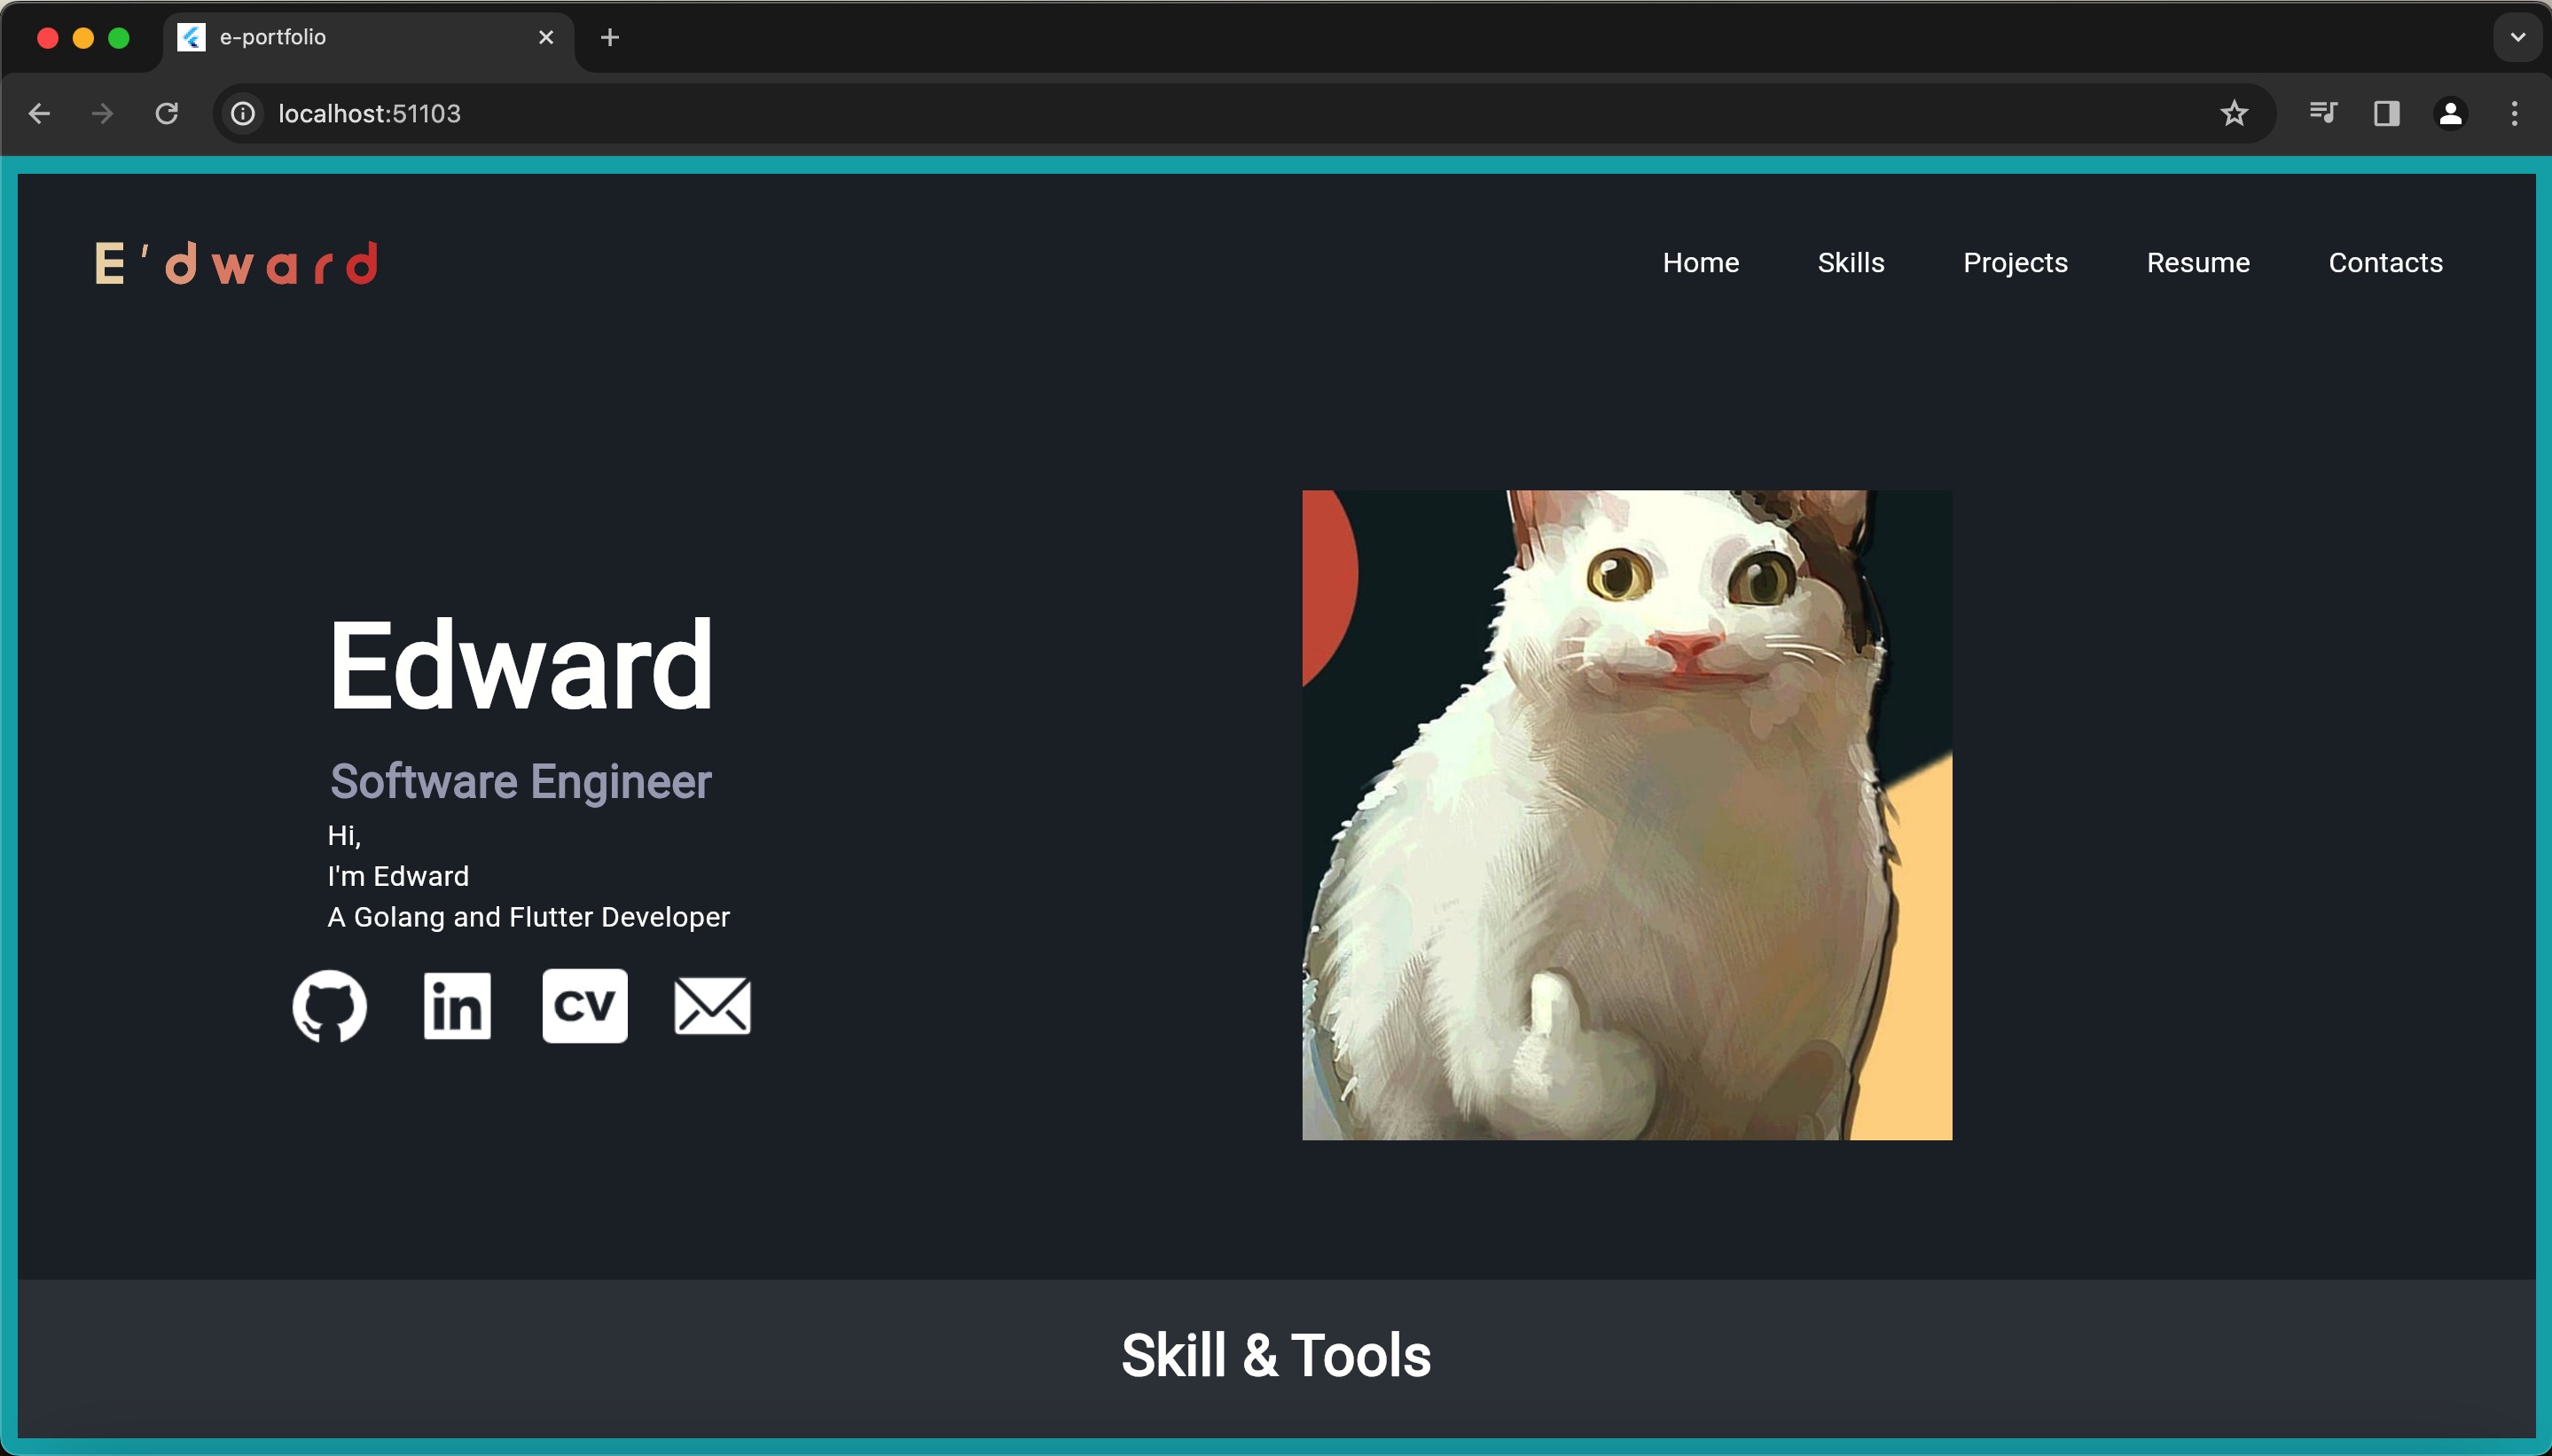 e-portfolio
localhost:51103
E'dward
Home Skills Projects Resume Contacts
Edward
Software Engineer
Hi,
I'm Edward
A Golang and Flutter Developer
in CV
Skill & Tools